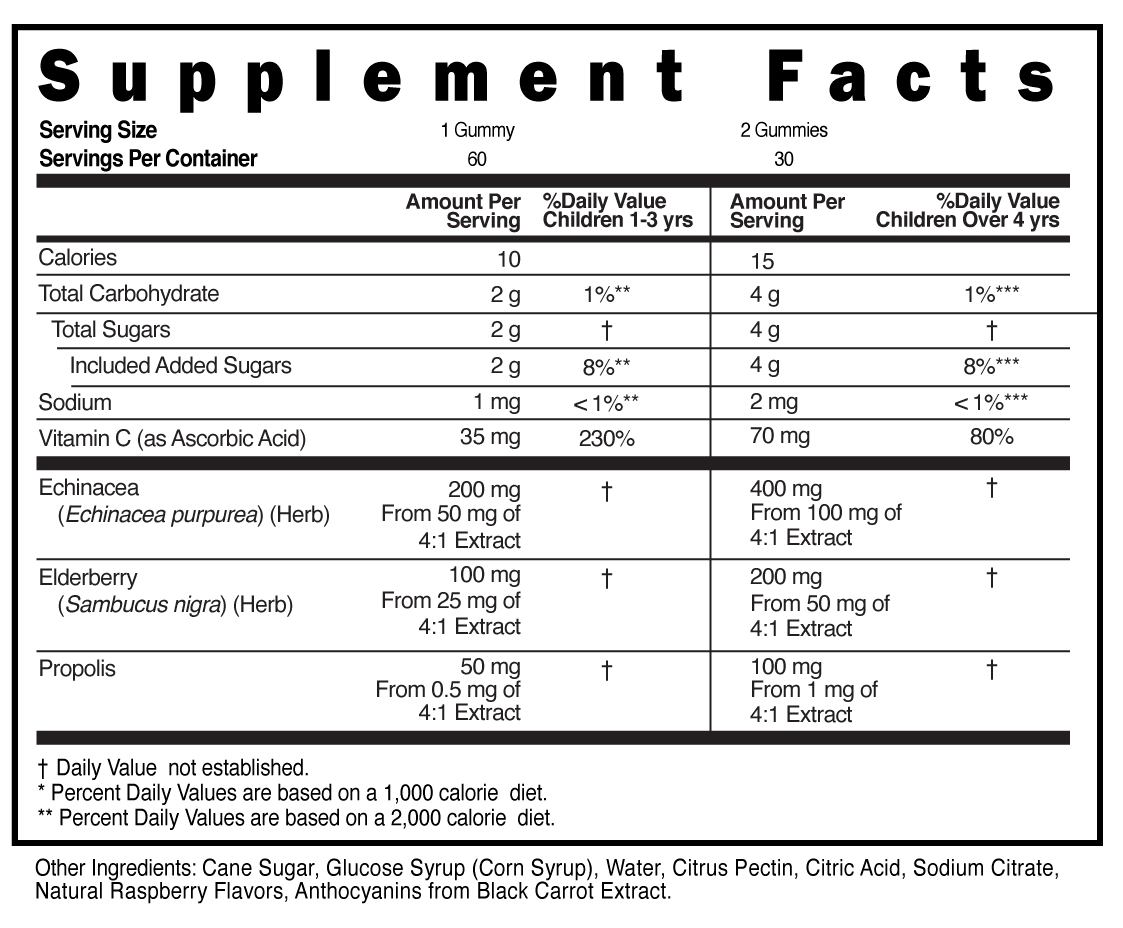 Supplement Facts
Serving Size 1 Gummy 2 Gummies
Servings Per Container 60 30
Amount Per %Daily Value Amount Per %Daily Value
Serving Children 1-3 yrs Serving Children Over 4 yrs
Calories 10 15
Total Carbohydrate 2 g 1%** 4 g 1%***
Total Sugars 2 g † 4 g †
Included Added Sugars 2 g 8%** 4 g 8%***
Sodium 1 mg <1%** 2 mg <1%***
Vitamin C (as Ascorbic Acid) 35 mg 230% 70 mg 80%
Echinacea 200 mg † 400 mg †
(Echinacea purpurea) (Herb) From 50 mg of From 100 mg of
4:1 Extract 4:1 Extract
Elderberry 100 mg † 200 mg †
(Sambucus nigra) (Herb) From 25 mg of From 50 mg of
4:1 Extract 4:1 Extract
Propolis 50 mg † 100 mg †
From 0.5 mg of From 1 mg of
4:1 Extract 4:1 Extract
† Daily Value not established.
* Percent Daily Values are based on a 1,000 calorie diet.
** Percent Daily Values are based on a 2,000 calorie diet.
Other Ingredients: Cane Sugar, Glucose Syrup (Corn Syrup), Water, Citrus Pectin, Citric Acid, Sodium Citrate,
Natural Raspberry Flavors, Anthocyanins from Black Carrot Extract.